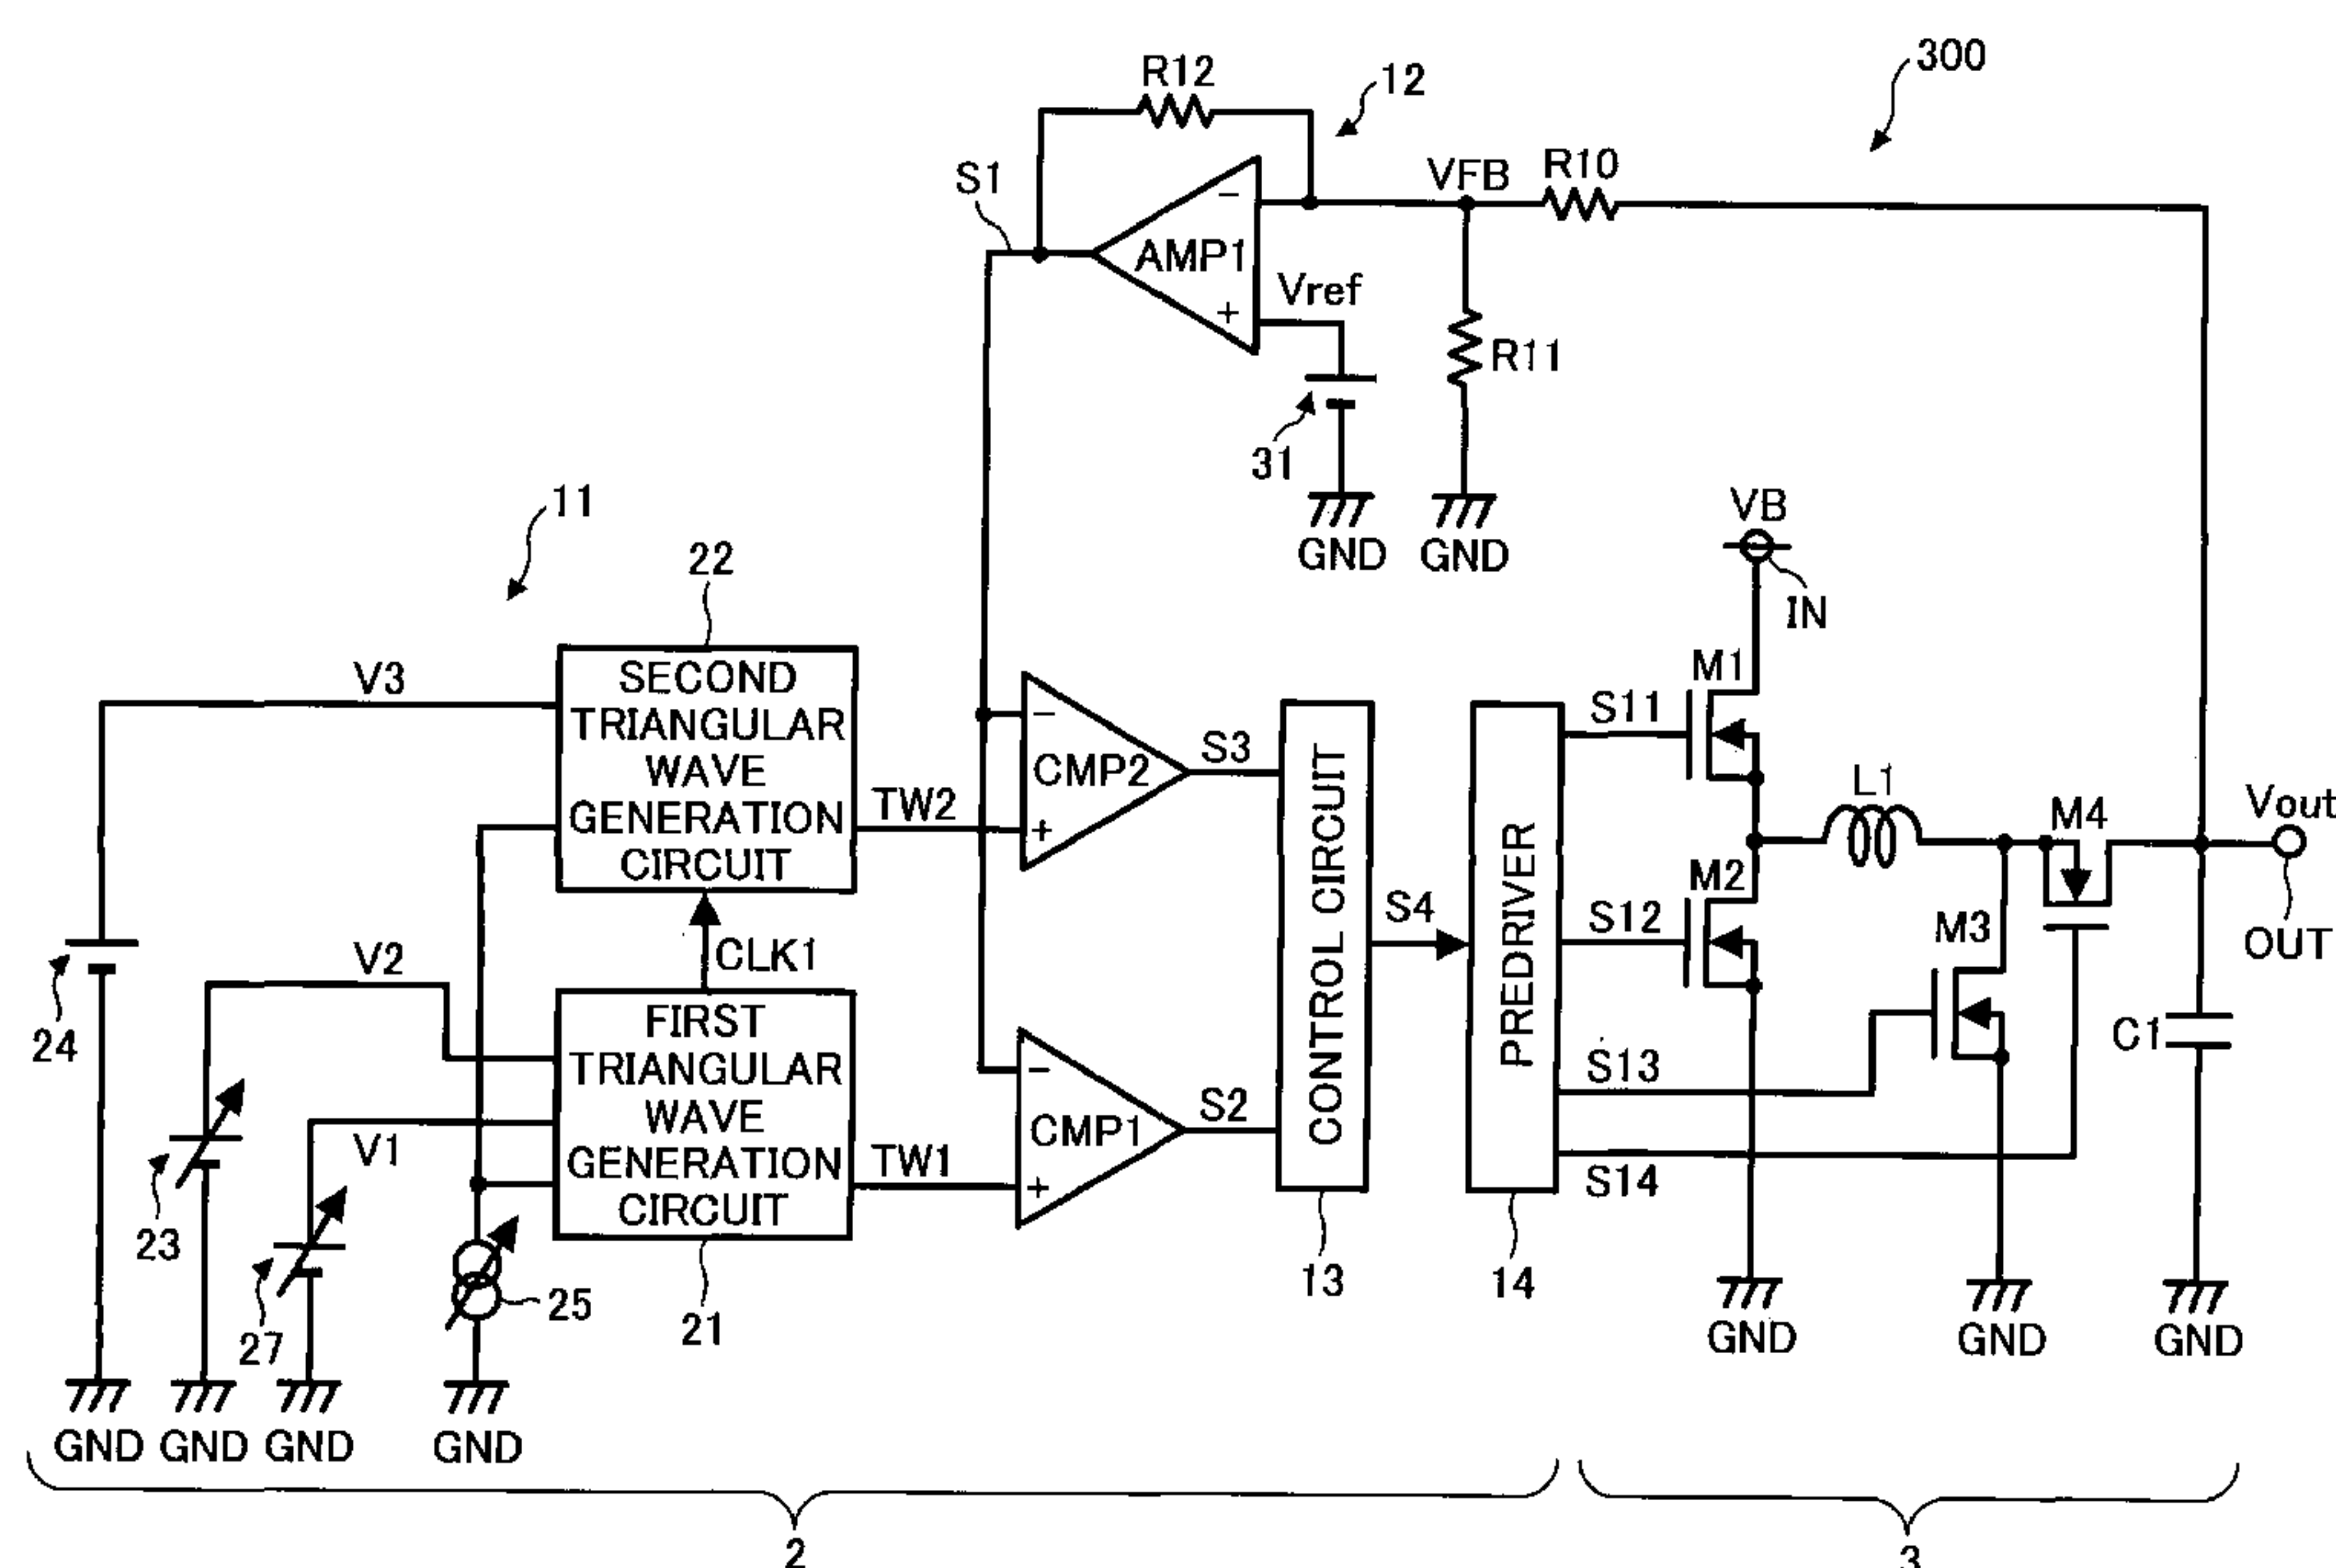 300
R12
12
S1
VFB
R10
AMP1
-
+
Vref
R11
31
GND
GND
11
22
VB
IN
V3
SECOND
TRIANGULAR
WAVE
GENERATION
CIRCUIT
TW2
-
CMP2
+
S3
CONTROL CIRCUIT
S4
PREDRIVER
S11
M1
L1
M4
Vout
OUT
S12
M2
M3
C1
24
V2
CLK1
FIRST
TRIANGULAR
WAVE
GENERATION
CIRCUIT
TW1
-
CMP1
+
S2
S13
S14
V1
23
27
25
21
13
14
GND
GND
GND
GND
GND
GND
GND
2
3